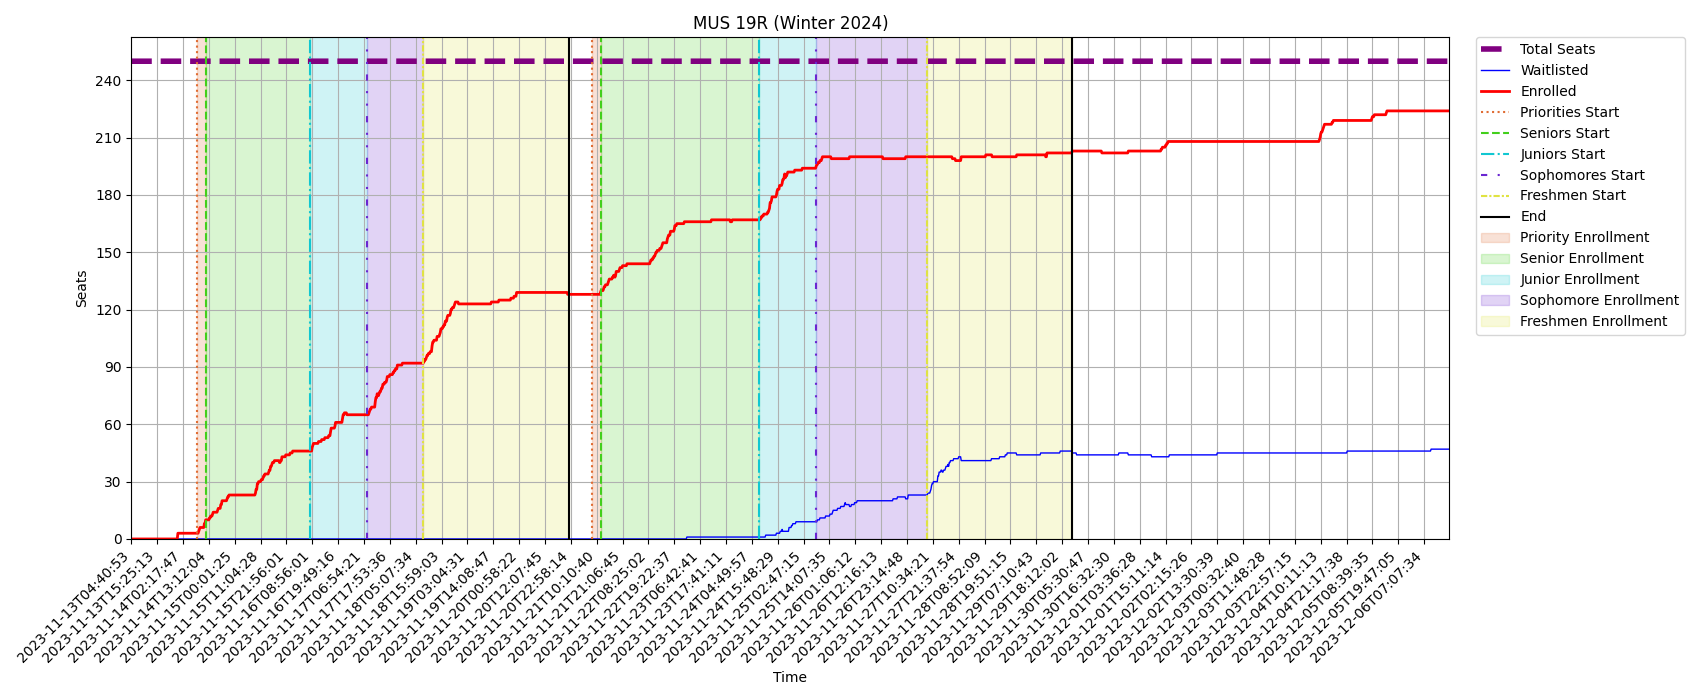 MUS 19R (Winter 2024)
Seats
240
210
180
150
120
90
60
30
0
2023-11-13T04:40:53
2023-11-13T15:25:13
2023-11-14T02:17:47
2023-11-14T13:12:04
2023-11-15T00:01:25
2023-11-15T11:04:28
2023-11-15T21:56:01
2023-11-16T08:56:01
2023-11-16T19:49:16
2023-11-17T06:54:21
2023-11-17T17:53:36
2023-11-18T05:07:34
2023-11-18T15:59:03
2023-11-19T03:04:31
2023-11-19T14:08:47
2023-11-20T00:58:22
2023-11-20T12:07:45
2023-11-20T22:58:14
2023-11-21T10:10:40
2023-11-21T21:06:45
2023-11-22T08:25:02
2023-11-22T19:22:37
2023-11-23T06:42:41
2023-11-23T17:41:11
2023-11-24T04:49:57
2023-11-24T15:48:29
2023-11-25T02:47:15
2023-11-25T14:07:35
2023-11-26T01:06:12
2023-11-26T12:16:13
2023-11-26T23:14:48
2023-11-27T10:34:21
2023-11-27T21:37:54
2023-11-28T08:52:09
2023-11-28T19:51:15
2023-11-29T07:10:43
2023-11-29T18:12:02
2023-11-30T05:30:47
2023-11-30T16:32:30
2023-12-01T03:36:28
2023-12-01T15:11:14
2023-12-02T02:15:26
2023-12-02T13:30:39
2023-12-03T00:32:40
2023-12-03T11:48:28
2023-12-03T22:57:15
2023-12-04T10:11:13
2023-12-04T21:17:38
2023-12-05T08:39:35
2023-12-05T19:47:05
2023-12-06T07:07:34
Time
Total Seats
Waitlisted
Enrolled
Priorities Start
Seniors Start
Juniors Start
Sophomores Start
Freshmen Start
End
Priority Enrollment
Senior Enrollment
Junior Enrollment
Sophomore Enrollment
Freshmen Enrollment